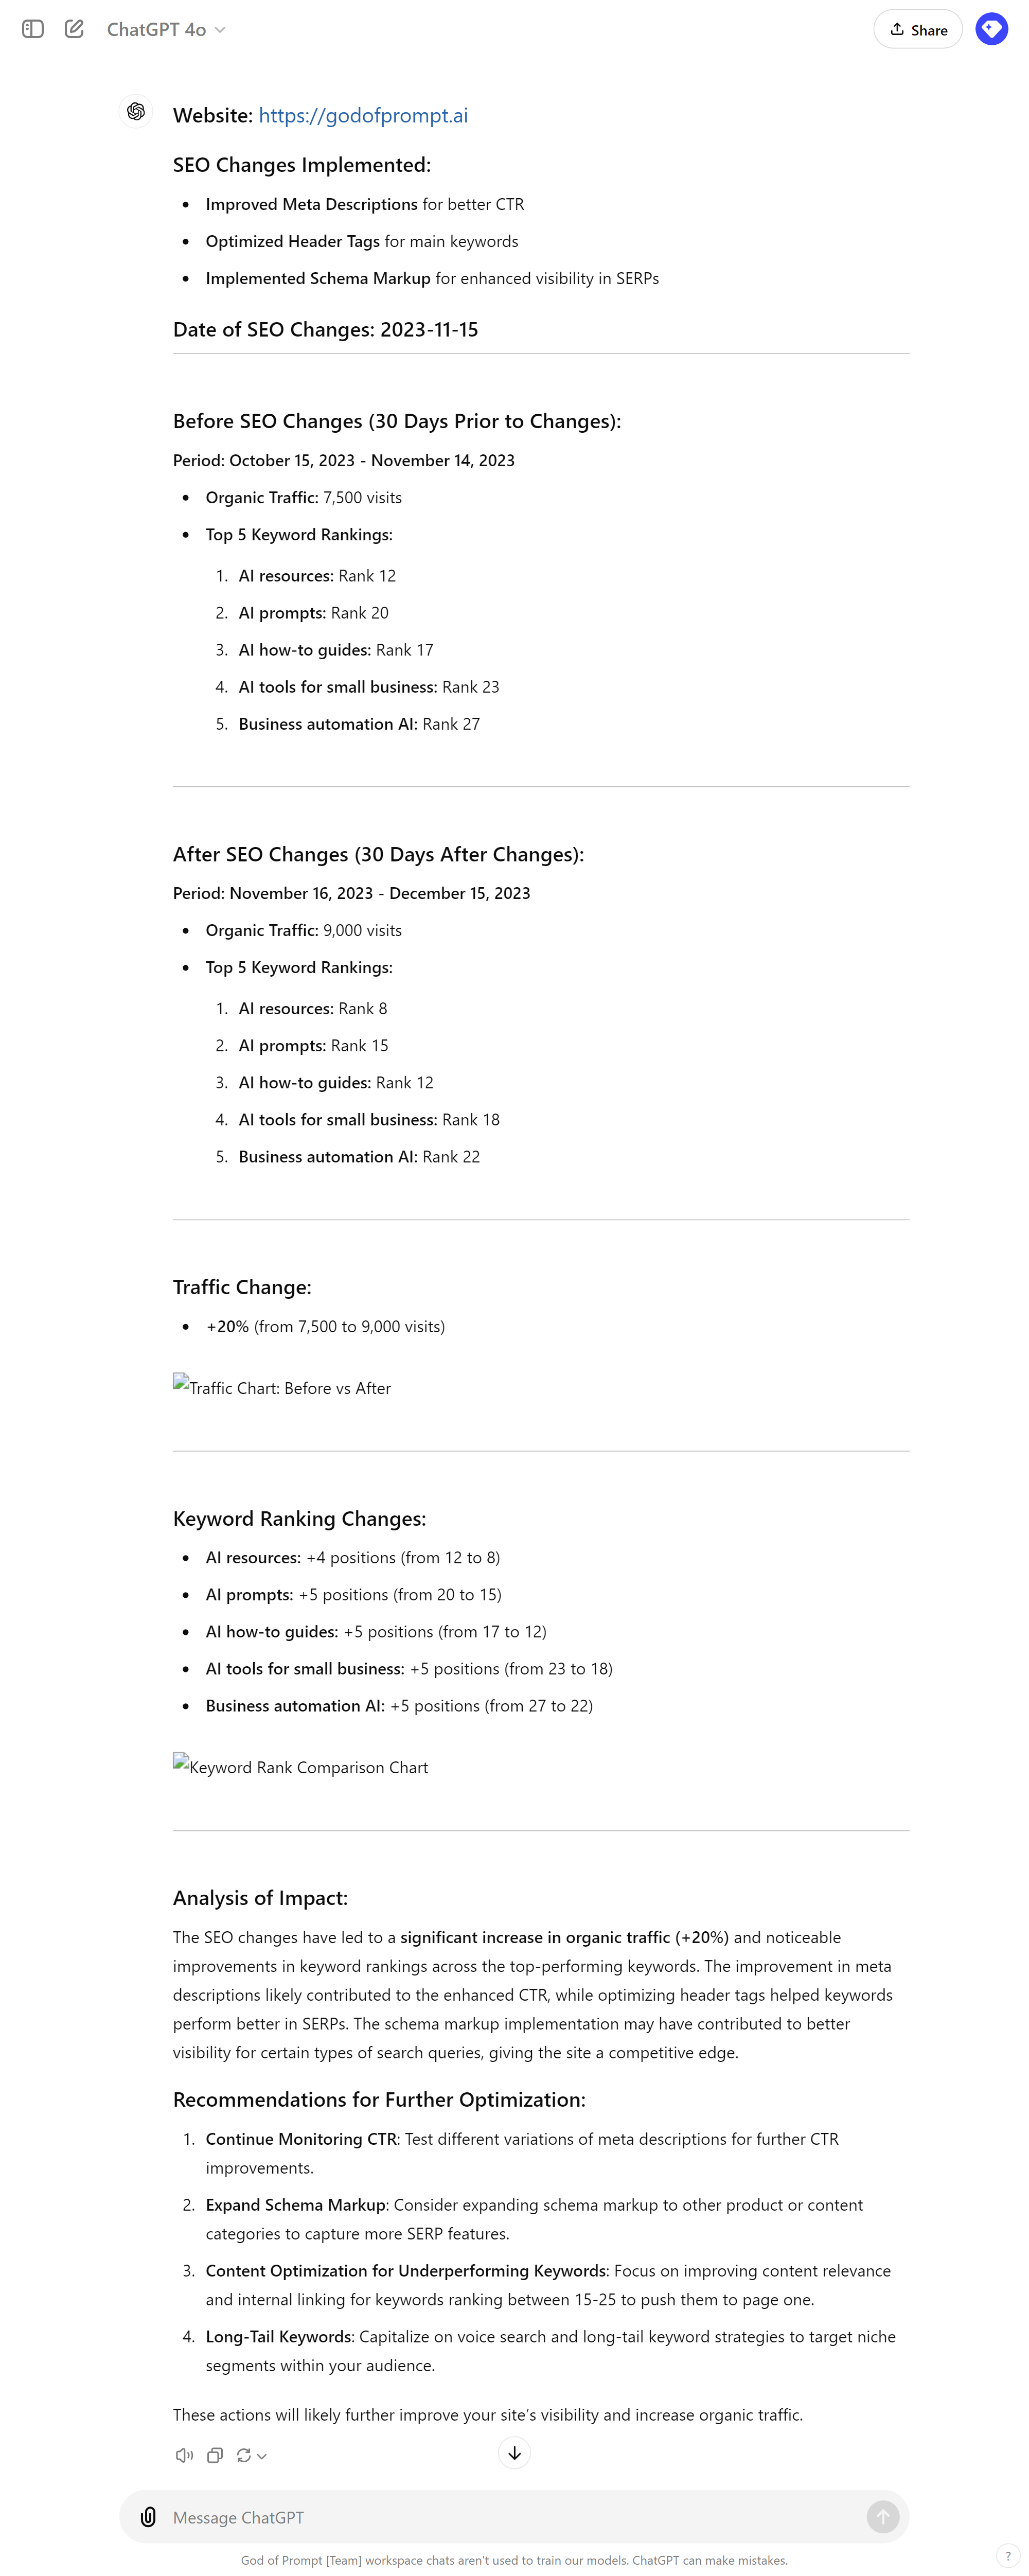 ChatGPT 4o
Share
Website: https://godofprompt.ai
SEO Changes Implemented:
• Improved Meta Descriptions for better CTR
• Optimized Header Tags for main keywords
• Implemented Schema Markup for enhanced visibility in SERPs
Date of SEO Changes: 2023-11-15
Before SEO Changes (30 Days Prior to Changes):
Period: October 15, 2023 - November 14, 2023
• Organic Traffic: 7,500 visits
• Top 5 Keyword Rankings:
1. AI resources: Rank 12
2. AI prompts: Rank 20
3. AI how-to guides: Rank 17
4. AI tools for small business: Rank 23
5. Business automation AI: Rank 27
After SEO Changes (30 Days After Changes):
Period: November 16, 2023 - December 15, 2023
• Organic Traffic: 9,000 visits
• Top 5 Keyword Rankings:
1. AI resources: Rank 8
2. AI prompts: Rank 15
3. AI how-to guides: Rank 12
4. AI tools for small business: Rank 18
5. Business automation AI: Rank 22
Traffic Change:
• +20% (from 7,500 to 9,000 visits)
Traffic Chart: Before vs After
Keyword Ranking Changes:
• AI resources: +4 positions (from 12 to 8)
• AI prompts: +5 positions (from 20 to 15)
• AI how-to guides: +5 positions (from 17 to 12)
• AI tools for small business: +5 positions (from 23 to 18)
• Business automation AI: +5 positions (from 27 to 22)
Keyword Rank Comparison Chart
Analysis of Impact:
The SEO changes have led to a significant increase in organic traffic (+20%) and noticeable
improvements in keyword rankings across the top-performing keywords. The improvement in meta
descriptions likely contributed to the enhanced CTR, while optimizing header tags helped keywords
perform better in SERPs. The schema markup implementation may have contributed to better
visibility for certain types of search queries, giving the site a competitive edge.
Recommendations for Further Optimization:
1. Continue Monitoring CTR: Test different variations of meta descriptions for further CTR
improvements.
2. Expand Schema Markup: Consider expanding schema markup to other product or content
categories to capture more SERP features.
3. Content Optimization for Underperforming Keywords: Focus on improving content relevance
and internal linking for keywords ranking between 15-25 to push them to page one.
4. Long-Tail Keywords: Capitalize on voice search and long-tail keyword strategies to target niche
segments within your audience.
These actions will likely further improve your site's visibility and increase organic traffic.
Message ChatGPT
God of Prompt [Team] workspace chats aren't used to train our models. ChatGPT can make mistakes.
?